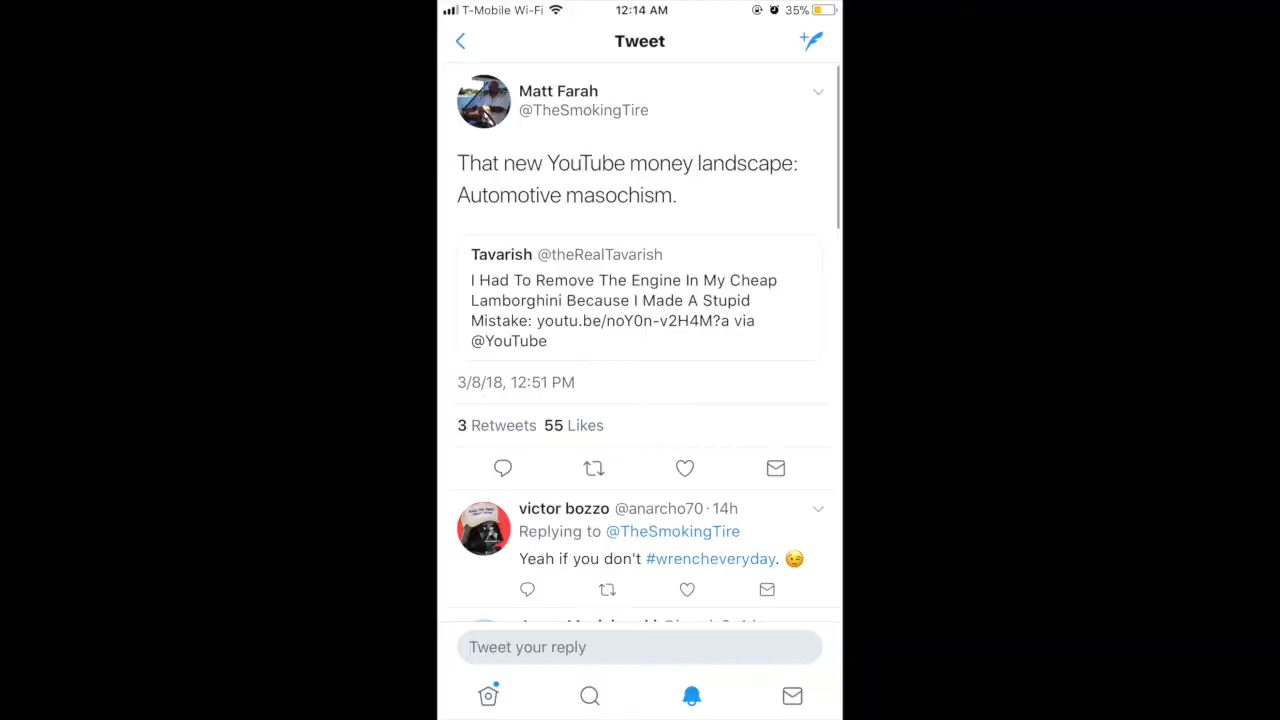 T-Mobile Wi-Fi 12:14 AM 35%
Tweet
Matt Farah
@TheSmokingTire
That new YouTube money landscape:
Automotive masochism.
Tavarish @theRealTavarish
I Had To Remove The Engine In My Cheap
Lamborghini Because I Made A Stupid
Mistake: youtu.be/noY0n-v2H4M?a via
@YouTube
3/8/18, 12:51 PM
3 Retweets 55 Likes
victor bozzo @anarcho70 · 14h
Replying to @TheSmokingTire
Yeah if you don't #wrencheveryday. 😉
Tweet your reply